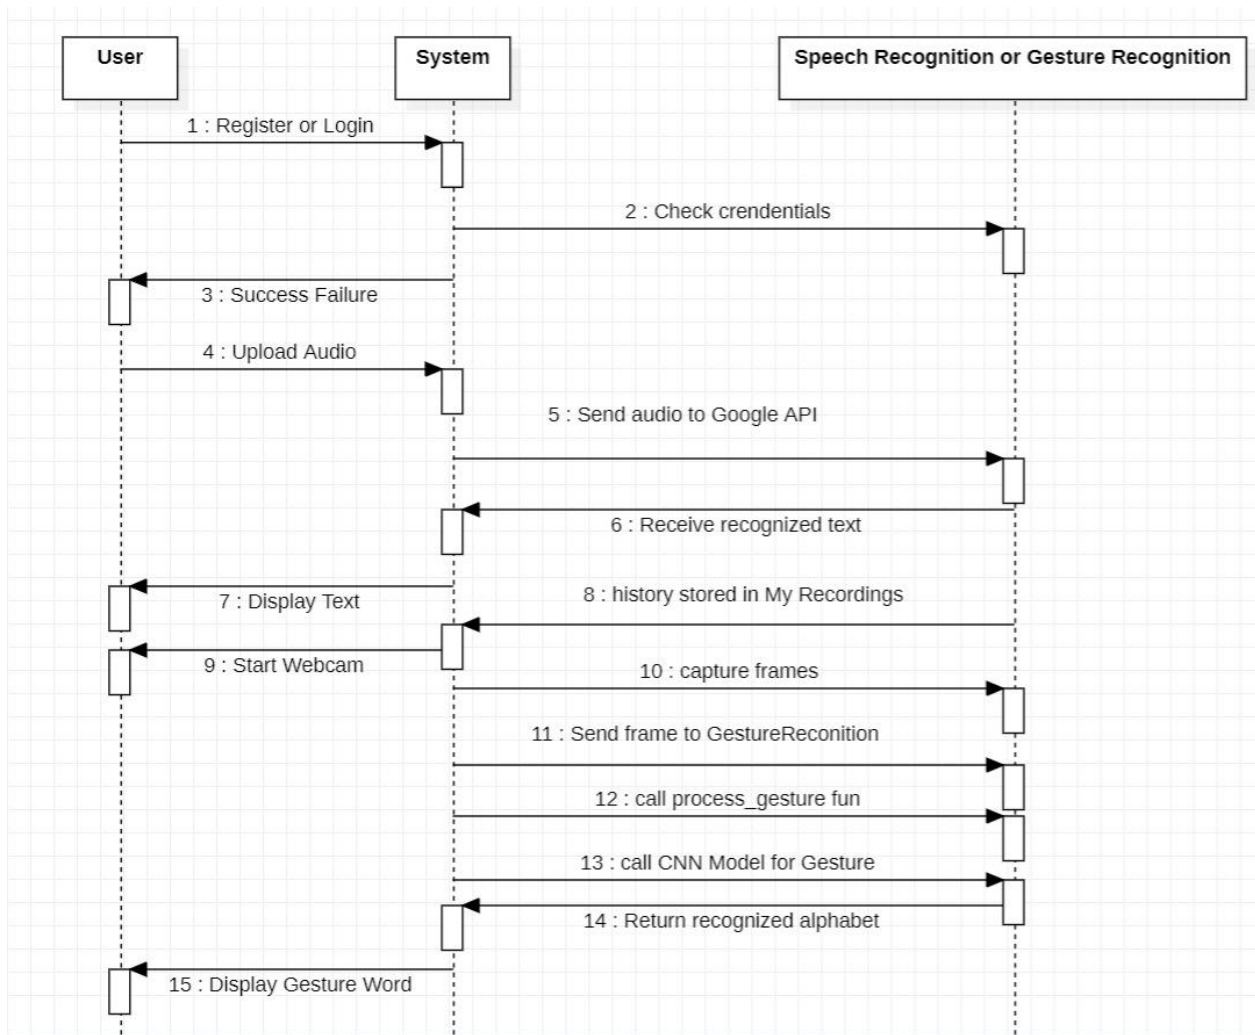 User
System
Speech Recognition or Gesture Recognition
1 : Register or Login
2 : Check crendentials
3 : Success Failure
4 : Upload Audio
5 : Send audio to Google API
6 : Receive recognized text
7 : Display Text
8 : history stored in My Recordings
9 : Start Webcam
10 : capture frames
11 : Send frame to GestureReconition
12 : call process_gesture fun
13 : call CNN Model for Gesture
14 : Return recognized alphabet
15 : Display Gesture Word